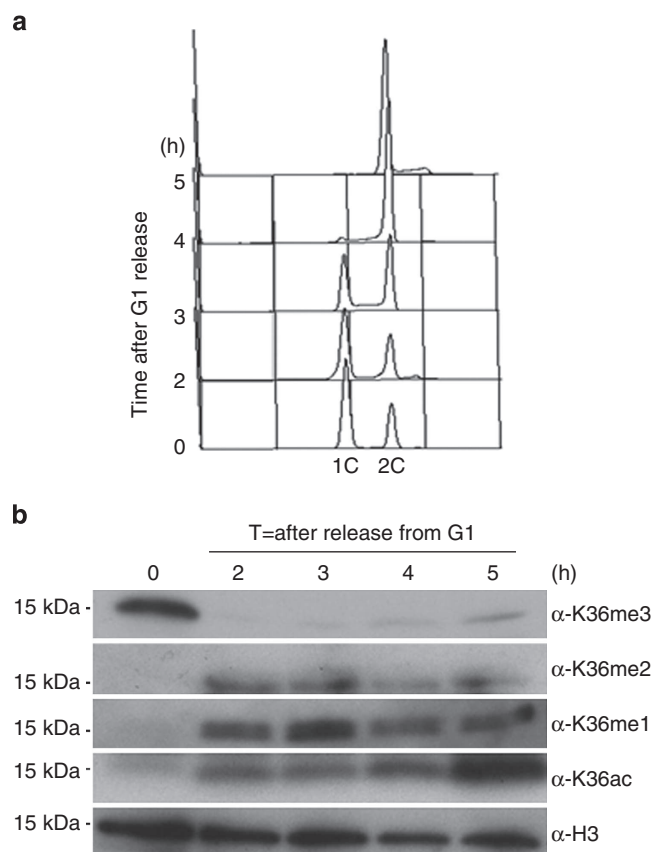 a
(h)
5
4
3
2
0
Time after G1 release
1C 2C
b
T=after release from G1
0 2 3 4 5 (h)
15 kDa - α-K36me3
15 kDa - α-K36me2
15 kDa - α-K36me1
15 kDa - α-K36ac
15 kDa - α-H3